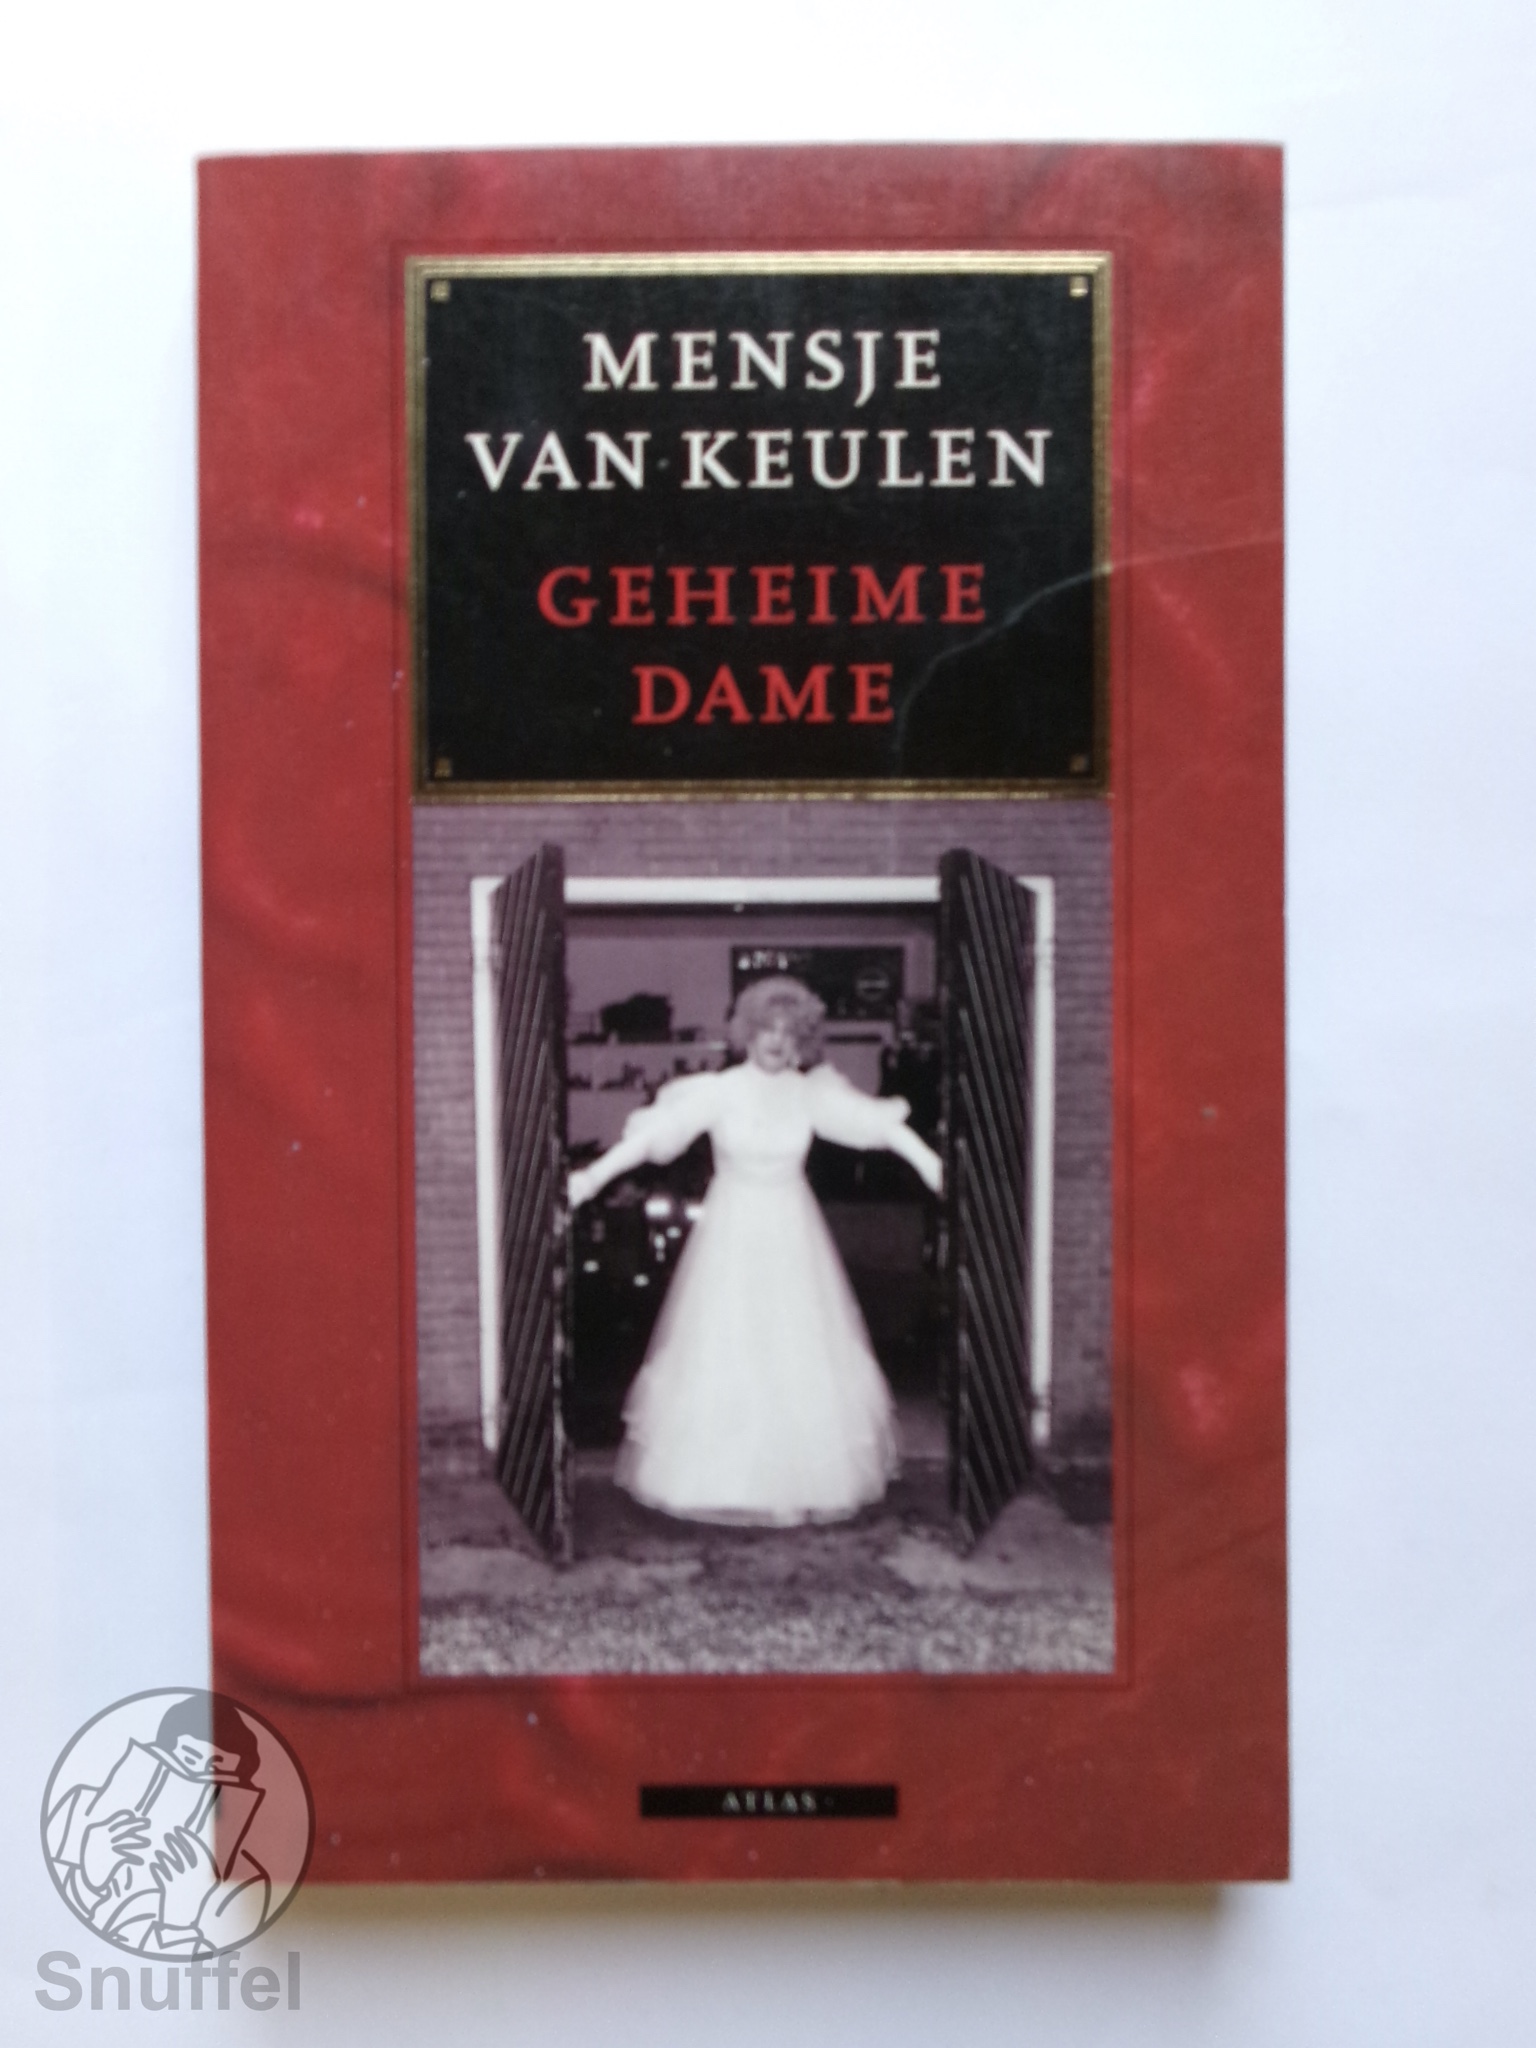 MENSJE
VAN KEULEN
GEHEIME
DAME
ATLAS
Snuffel